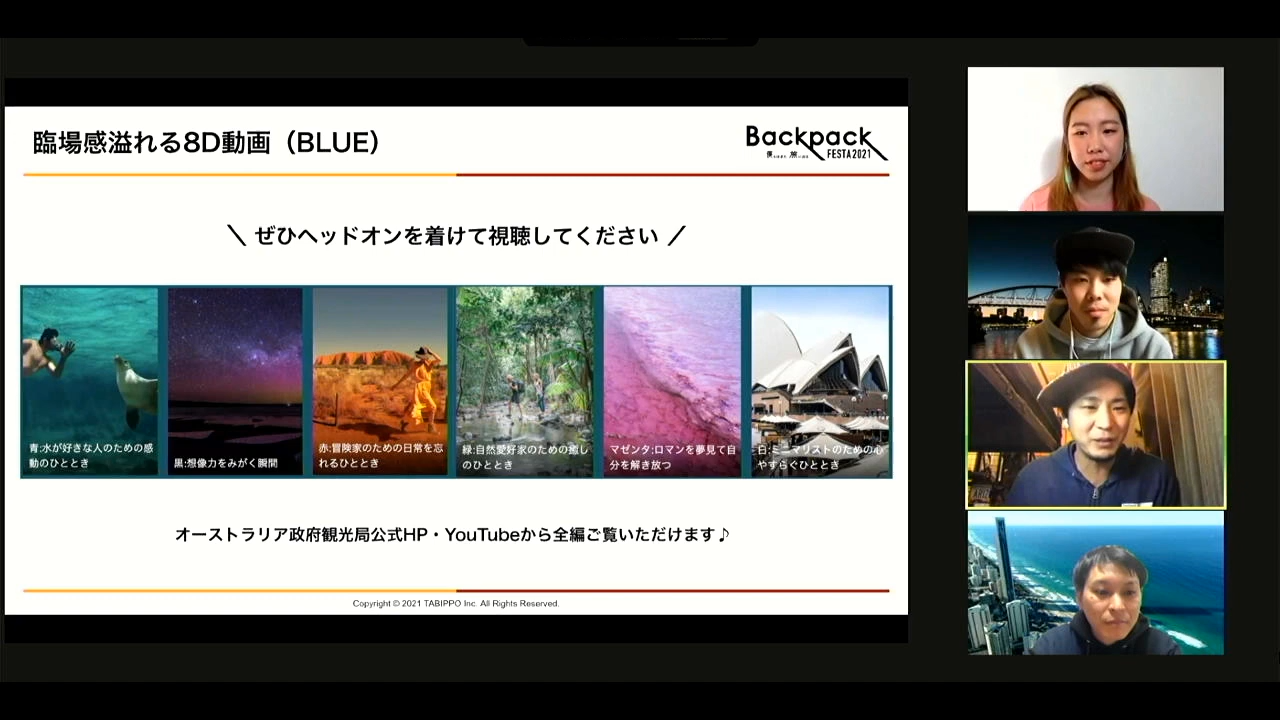 臨場感溢れる8D動画（BLUE）
Backpack
FESTA2021
＼ ぜひヘッドオンを着けて視聴してください ／
青:水が好きな人のための感
動のひととき
黒:想像力をみがく瞬間
赤:冒険家のための日常を忘
れるひととき
緑:自然愛好家のための癒し
のひととき
マゼンタ:ロマンを夢見て自
分を解き放つ
白:ミニマリストのための心
やすらぐひととき
オーストラリア政府観光局公式HP・YouTubeから全編ご覧いただけます♪
Copyright © 2021 TABIPPO Inc. All Rights Reserved.